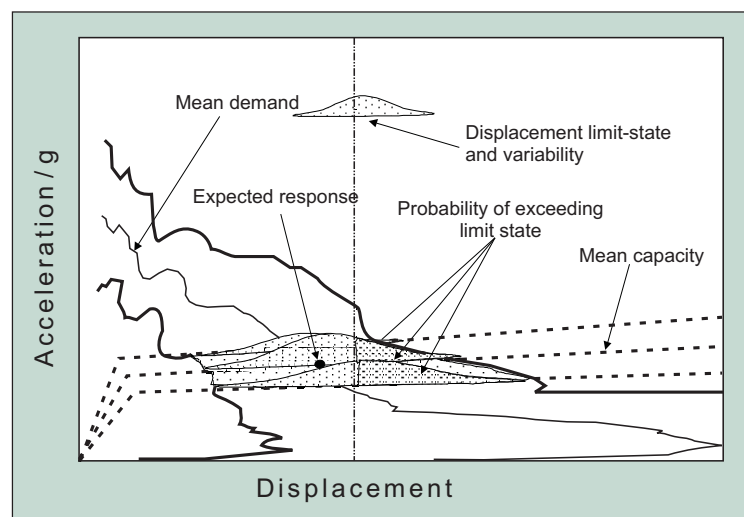 Mean demand
Displacement limit-state
and variability
Expected response
Probability of exceeding
limit state
Mean capacity
Acceleration/g
Displacement